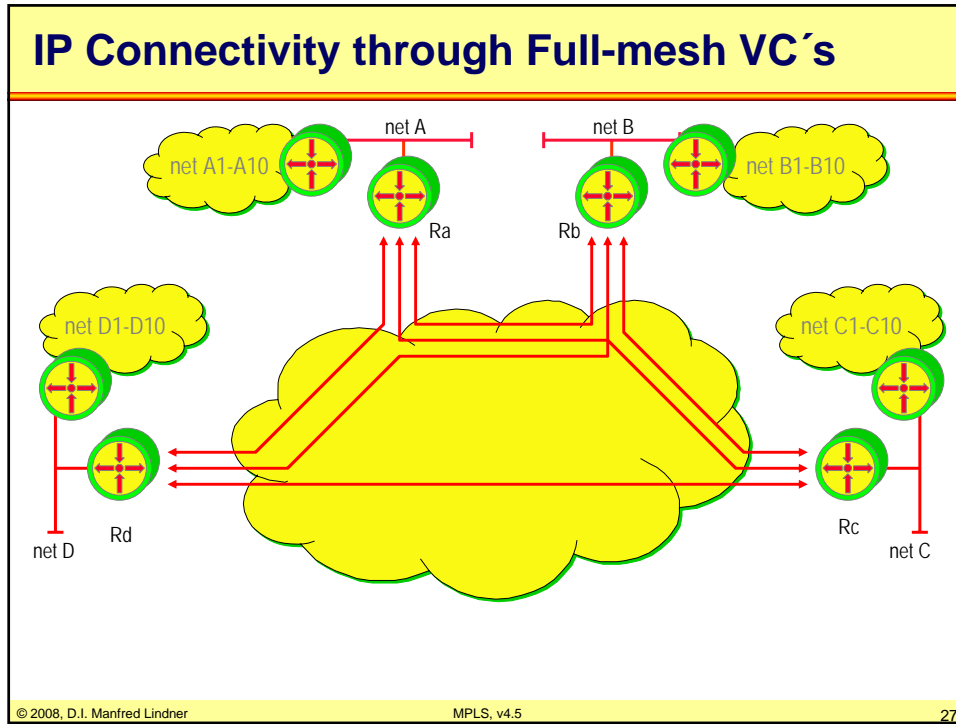 IP Connectivity through Full-mesh VC´s
net A
net B
net A1-A10
net B1-B10
Ra
Rb
net D1-D10
net C1-C10
Rd
Rc
net D
net C
© 2008, D.I. Manfred Lindner
MPLS, v4.5
27